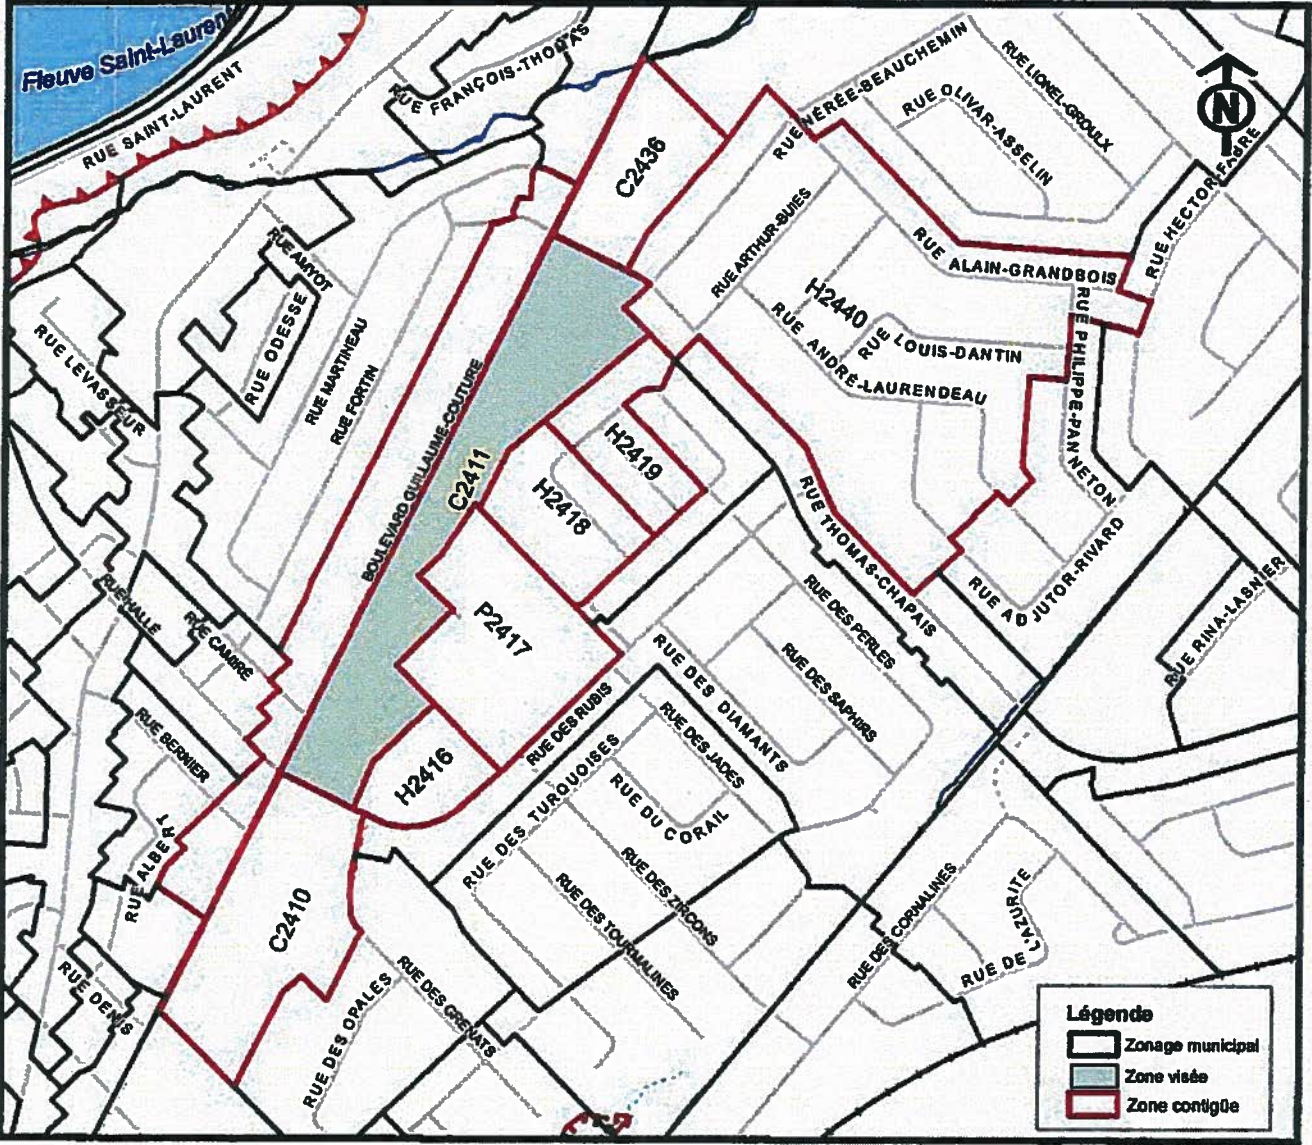 Fleuve Saint-Laurent
RUE SAINT-LAURENT
RUE FRANÇOIS-THOMAS
RUE NÉRÉE-BEAUCHEMIN
RUE LIONEL-GROULX
RUE OLIVAR-ASSELIN
N
RUE HECTOR-FABRE
C2436
RUE ARTHUR-BUIES
RUE ALAIN-GRANDBOIS
RUE AMYOT
RUE ODESSE
H2440
RUE LOUIS-DANTIN
RUE ANDRÉ-LAURENDEAU
RUE PHILIPPE-PANNETON
RUE LEVASSEUR
RUE MARTINEAU
RUE FORTIN
BOULEVARD GUILLAUME-COUTURE
C2411
H2419
H2418
RUE THOMAS-CHAPAIS
RUE ADJUTOR-RIVARD
RUE RINA-LASNIER
RUE HALLÉ
RUE CAMIRÉ
P2417
RUE DES PERLES
RUE DES SAPHIRS
RUE DES DIAMANTS
RUE DES RUBIS
RUE BERNIER
H2416
RUE DES JADES
RUE DES TURQUOISES
RUE DU CORAIL
RUE ALBERT
RUE DES ZIRCONS
RUE DES TOURMALINES
C2410
RUE DES CORNALINES
RUE DE L'AZURITE
RUE DENIS
RUE DES OPALES
RUE DES GRENATS
Légende
Zonage municipal
Zone visée
Zone contigüe